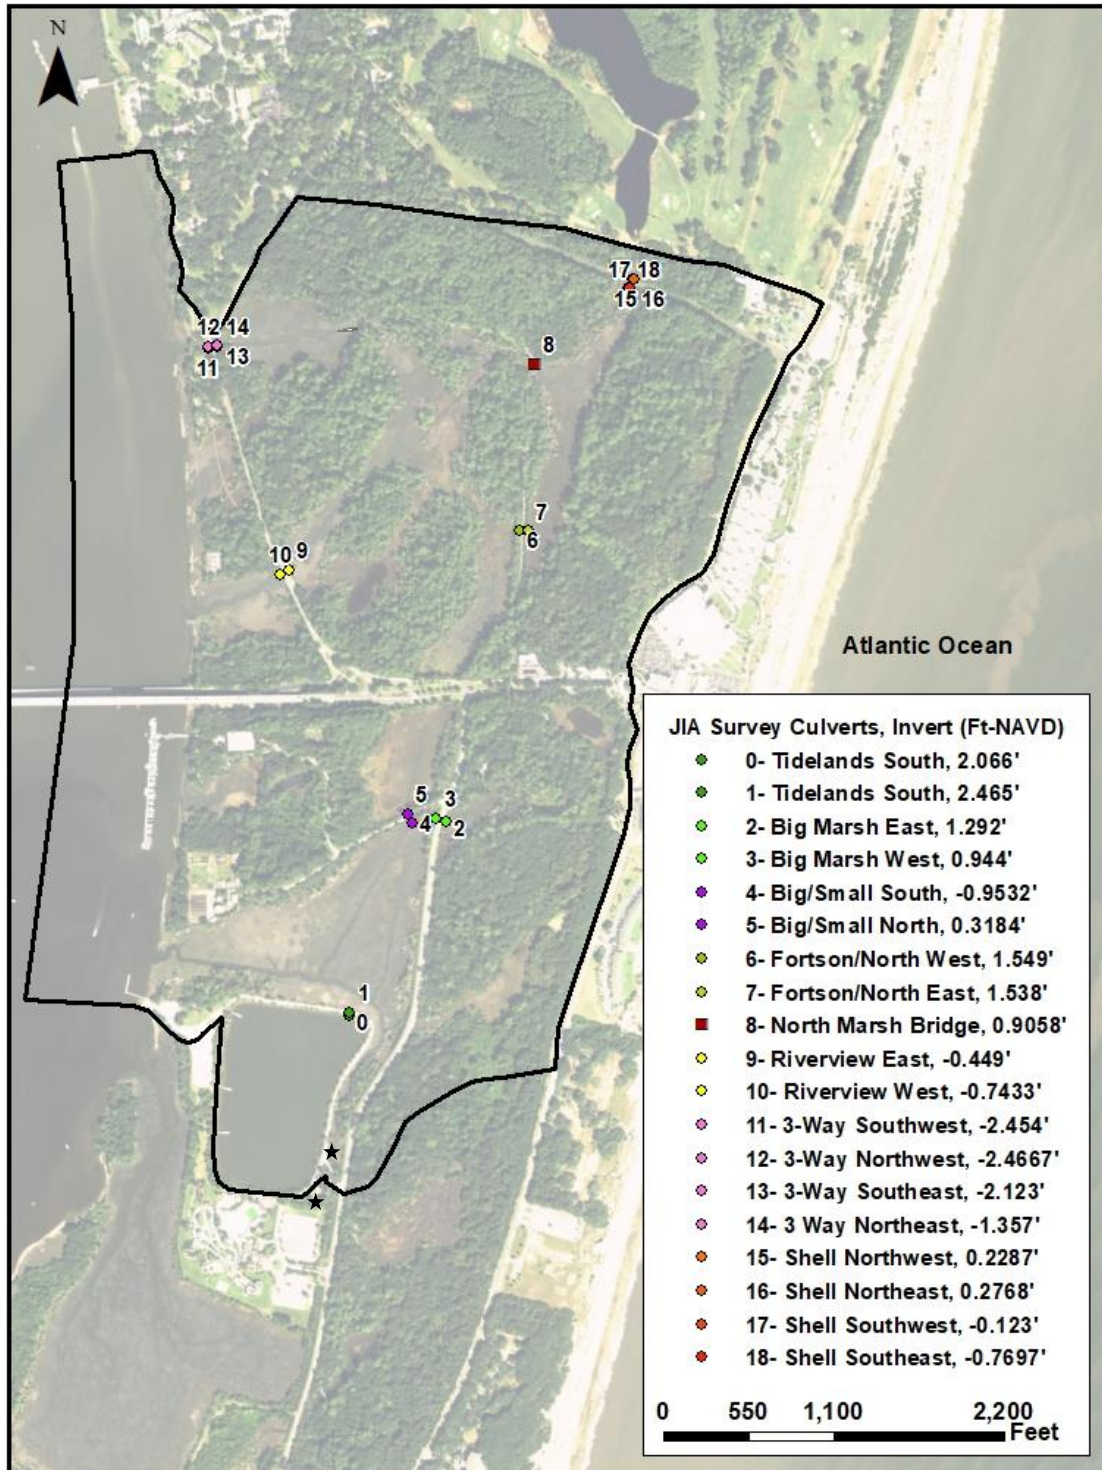 N
17 18
15 16
12 14
11 13
8
7
6
10 9
Atlantic Ocean
5 3
4 2
1
0
JIA Survey Culverts, Invert (Ft-NAVD)
0- Tidelands South, 2.066'
1- Tidelands South, 2.465'
2- Big Marsh East, 1.292'
3- Big Marsh West, 0.944'
4- Big/Small South, -0.9532'
5- Big/Small North, 0.3184'
6- Fortson/North West, 1.549'
7- Fortson/North East, 1.538'
8- North Marsh Bridge, 0.9058'
9- Riverview East, -0.449'
10- Riverview West, -0.7433'
11- 3-Way Southwest, -2.454'
12- 3-Way Northwest, -2.4667'
13- 3-Way Southeast, -2.123'
14- 3 Way Northeast, -1.357'
15- Shell Northwest, 0.2287'
16- Shell Northeast, 0.2768'
17- Shell Southwest, -0.123'
18- Shell Southeast, -0.7697'
0 550 1,100 2,200
Feet